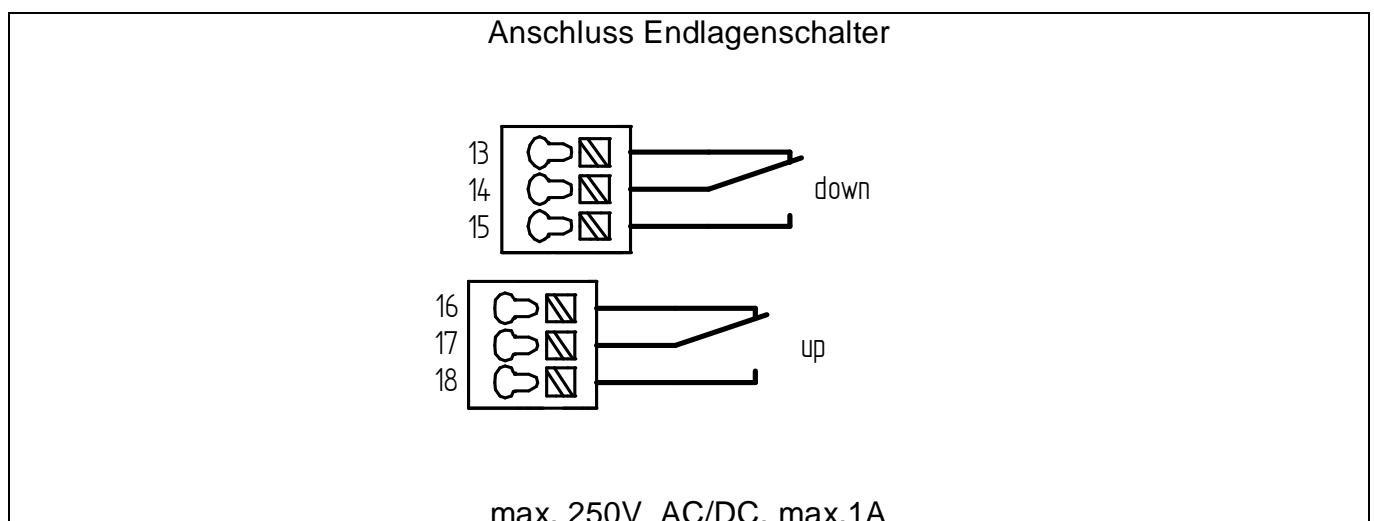 Anschluss Endlagenschalter
13
14
15
down
16
17
18
up
max. 250V AC/DC, max.1A